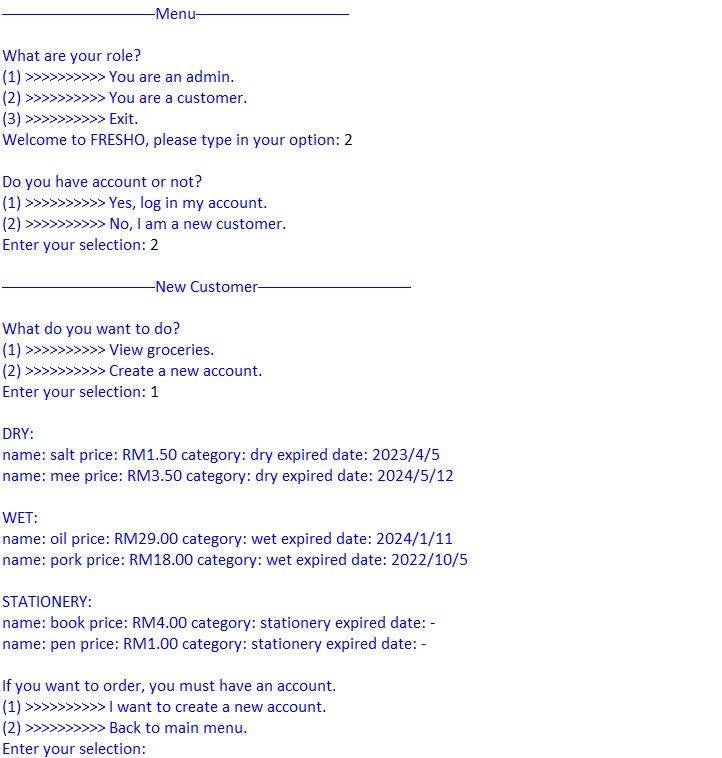 ——————————Menu——————————
What are your role?
(1) >>>>>>>>>> You are an admin.
(2) >>>>>>>>>> You are a customer.
(3) >>>>>>>>>> Exit.
Welcome to FRESHO, please type in your option: 2
Do you have account or not?
(1) >>>>>>>>>> Yes, log in my account.
(2) >>>>>>>>>> No, I am a new customer.
Enter your selection: 2
——————————New Customer——————————
What do you want to do?
(1) >>>>>>>>>> View groceries.
(2) >>>>>>>>>> Create a new account.
Enter your selection: 1
DRY:
name: salt price: RM1.50 category: dry expired date: 2023/4/5
name: mee price: RM3.50 category: dry expired date: 2024/5/12
WET:
name: oil price: RM29.00 category: wet expired date: 2024/1/11
name: pork price: RM18.00 category: wet expired date: 2022/10/5
STATIONERY:
name: book price: RM4.00 category: stationery expired date: -
name: pen price: RM1.00 category: stationery expired date: -
If you want to order, you must have an account.
(1) >>>>>>>>>> I want to create a new account.
(2) >>>>>>>>>> Back to main menu.
Enter your selection: